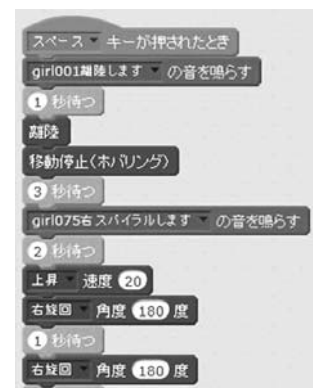 スペース キーが押されたとき
girl001離陸します の音を鳴らす
1 秒待つ
離陸
移動停止(ホバリング)
3 秒待つ
girl075右スパイラルします の音を鳴らす
2 秒待つ
上昇 速度 20
右旋回 角度 180 度
1 秒待つ
右旋回 角度 180 度